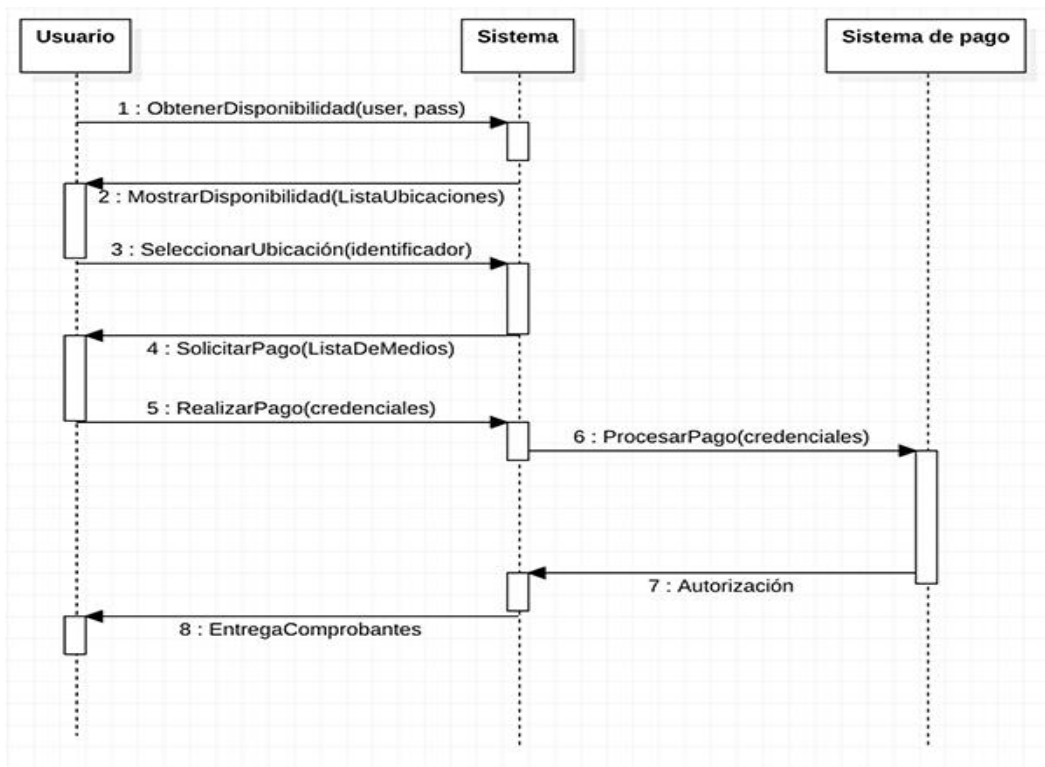 Usuario
Sistema
Sistema de pago
1 : ObtenerDisponibilidad(user, pass)
2 : MostrarDisponibilidad(ListaUbicaciones)
3 : SeleccionarUbicación(identificador)
4 : SolicitarPago(ListaDeMedios)
5 : RealizarPago(credenciales)
6 : ProcesarPago(credenciales)
7 : Autorización
8 : EntregaComprobantes